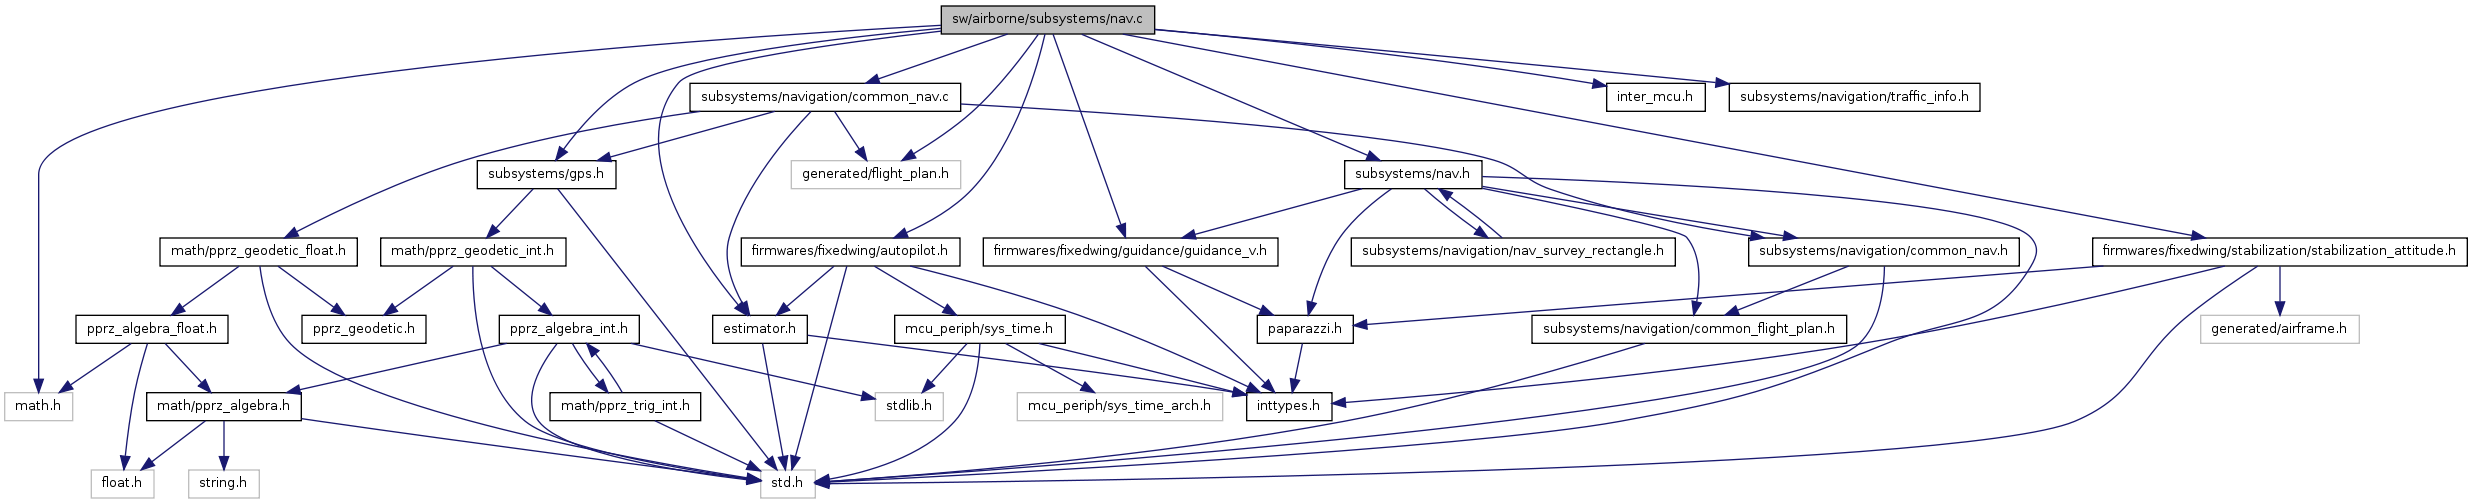 sw/airborne/subsystems/nav.c
subsystems/navigation/common_nav.c
inter_mcu.h
subsystems/navigation/traffic_info.h
subsystems/gps.h
generated/flight_plan.h
subsystems/nav.h
math/pprz_geodetic_float.h
math/pprz_geodetic_int.h
firmwares/fixedwing/autopilot.h
firmwares/fixedwing/guidance/guidance_v.h
subsystems/navigation/nav_survey_rectangle.h
subsystems/navigation/common_nav.h
firmwares/fixedwing/stabilization/stabilization_attitude.h
pprz_algebra_float.h
pprz_geodetic.h
pprz_algebra_int.h
estimator.h
mcu_periph/sys_time.h
paparazzi.h
subsystems/navigation/common_flight_plan.h
generated/airframe.h
math.h
math/pprz_algebra.h
math/pprz_trig_int.h
stdlib.h
mcu_periph/sys_time_arch.h
inttypes.h
float.h
string.h
std.h